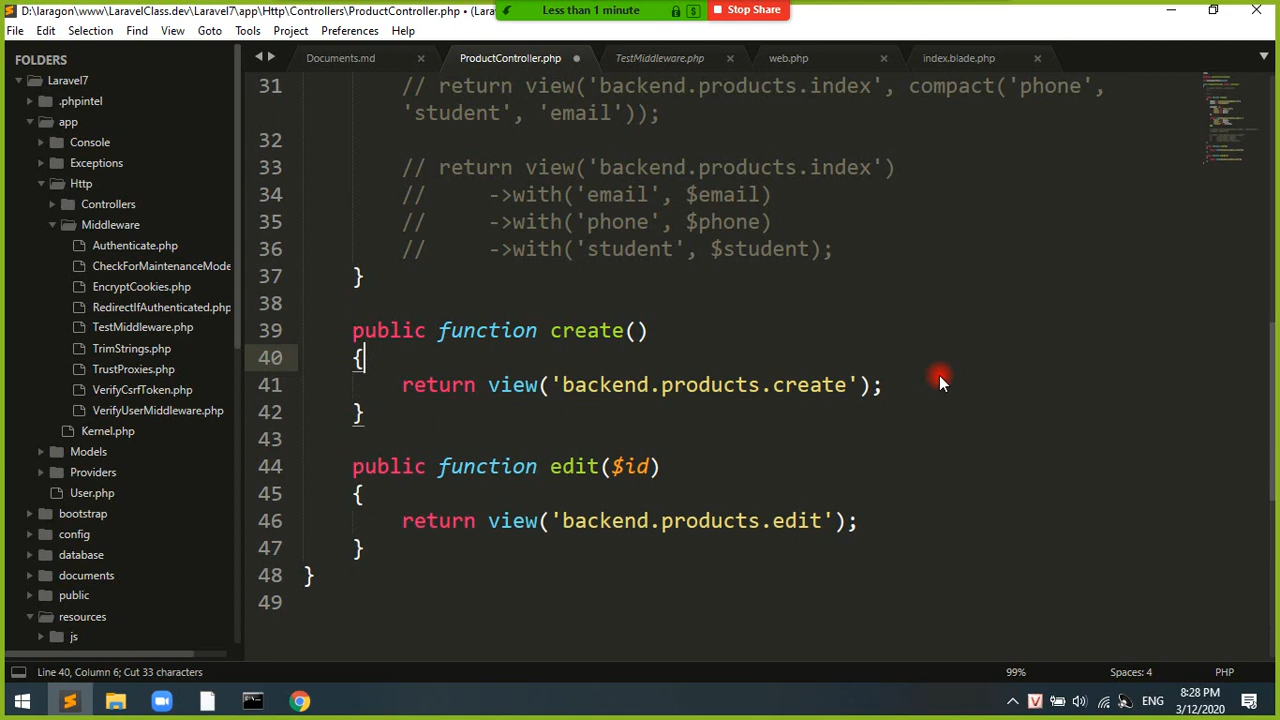 D:\laragon\www\LaravelClass.dev\Laravel7\app\Http\Controllers\ProductController.php • (Lara
Less than 1 minute
Stop Share
File Edit Selection Find View Goto Tools Project Preferences Help
FOLDERS
Laravel7
.phpintel
app
Console
Exceptions
Http
Controllers
Middleware
Authenticate.php
CheckForMaintenanceMode
EncryptCookies.php
RedirectIfAuthenticated.php
TestMiddleware.php
TrimStrings.php
TrustProxies.php
VerifyCsrfToken.php
VerifyUserMiddleware.php
Kernel.php
Models
Providers
User.php
bootstrap
config
database
documents
public
resources
js
Documents.md
ProductController.php
TestMiddleware.php
web.php
index.blade.php
31 // return view('backend.products.index', compact('phone',
'student', 'email'));
32
33 // return view('backend.products.index')
34 // ->with('email', $email)
35 // ->with('phone', $phone)
36 // ->with('student', $student);
37 }
38
39 public function create()
40 {
41 return view('backend.products.create');
42 }
43
44 public function edit($id)
45 {
46 return view('backend.products.edit');
47 }
48 }
49
Line 40, Column 6; Cut 33 characters
99%
Spaces: 4
PHP
ENG
8:28 PM
3/12/2020